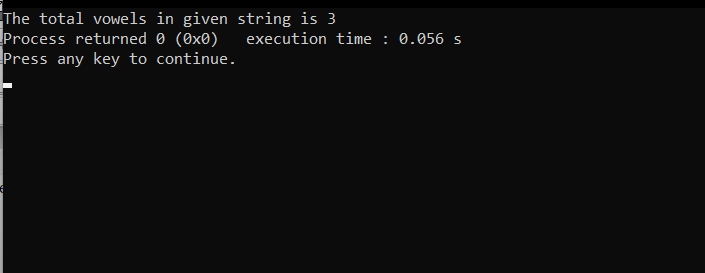 The total vowels in given string is 3
Process returned 0 (0x0)   execution time : 0.056 s
Press any key to continue.